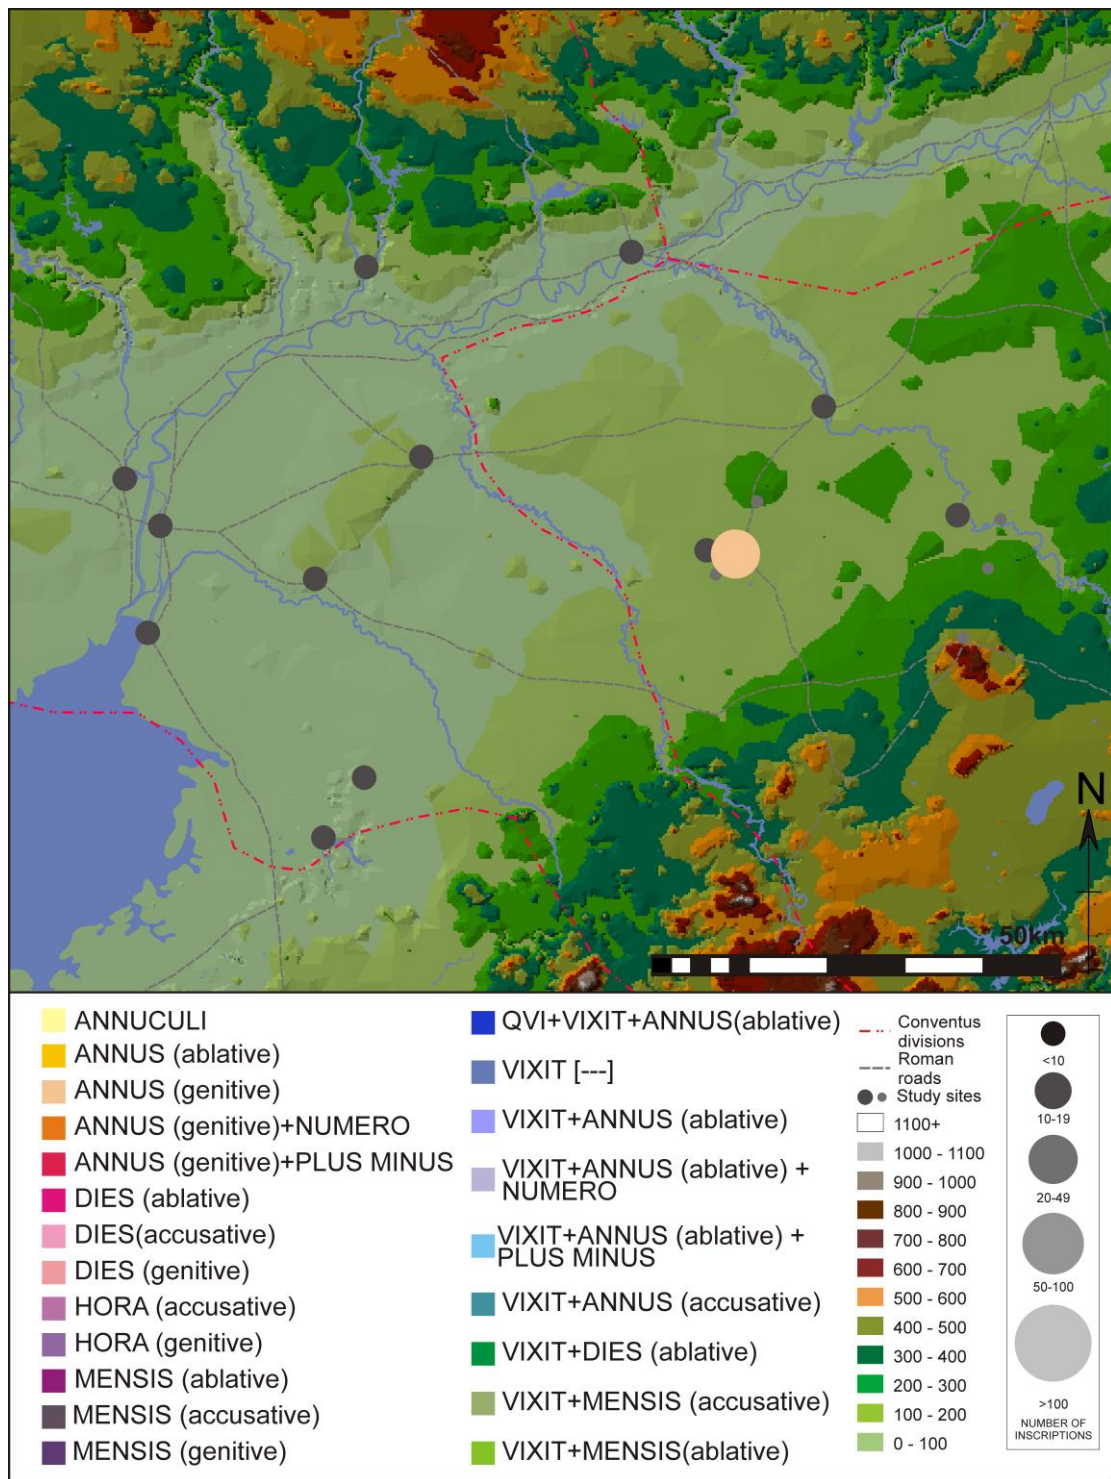 N
50km
ANNUCULI
ANNUS (ablative)
ANNUS (genitive)
ANNUS (genitive)+NUMERO
ANNUS (genitive)+PLUS MINUS
DIES (ablative)
DIES(accusative)
DIES (genitive)
HORA (accusative)
HORA (genitive)
MENSIS (ablative)
MENSIS (accusative)
MENSIS (genitive)
QVI+VIXIT+ANNUS(ablative)
VIXIT [---]
VIXIT+ANNUS (ablative)
VIXIT+ANNUS (ablative) +
NUMERO
VIXIT+ANNUS (ablative) +
PLUS MINUS
VIXIT+ANNUS (accusative)
VIXIT+DIES (ablative)
VIXIT+MENSIS (accusative)
VIXIT+MENSIS(ablative)
Conventus
divisions
Roman
roads
Study sites
1100+
1000 - 1100
900 - 1000
800 - 900
700 - 800
600 - 700
500 - 600
400 - 500
300 - 400
200 - 300
100 - 200
0 - 100
<10
10-19
20-49
50-100
>100
NUMBER OF
INSCRIPTIONS